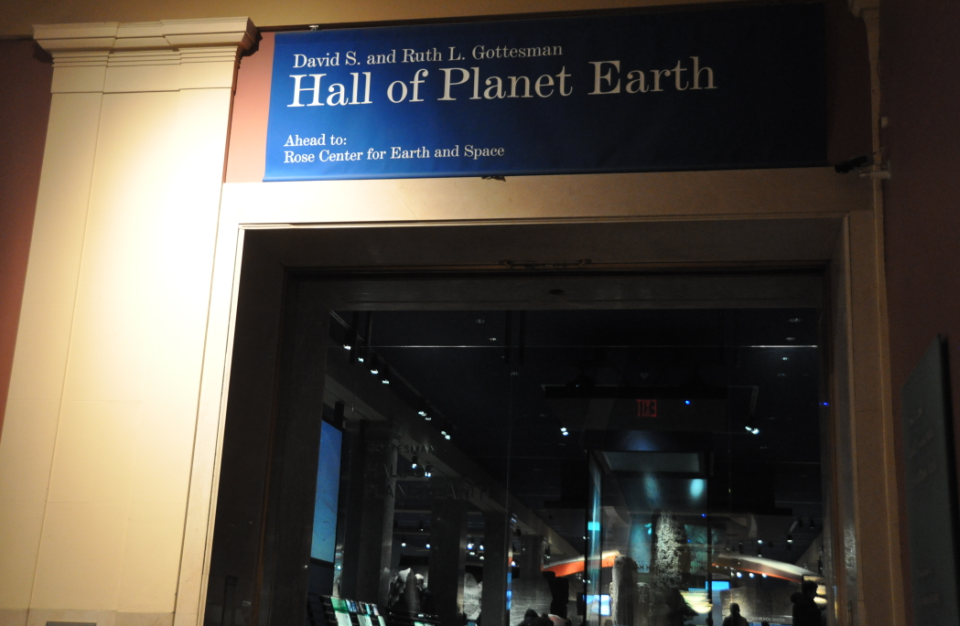 David S. and Ruth L. Gottesman
Hall of Planet Earth
Ahead to:
Rose Center for Earth and Space